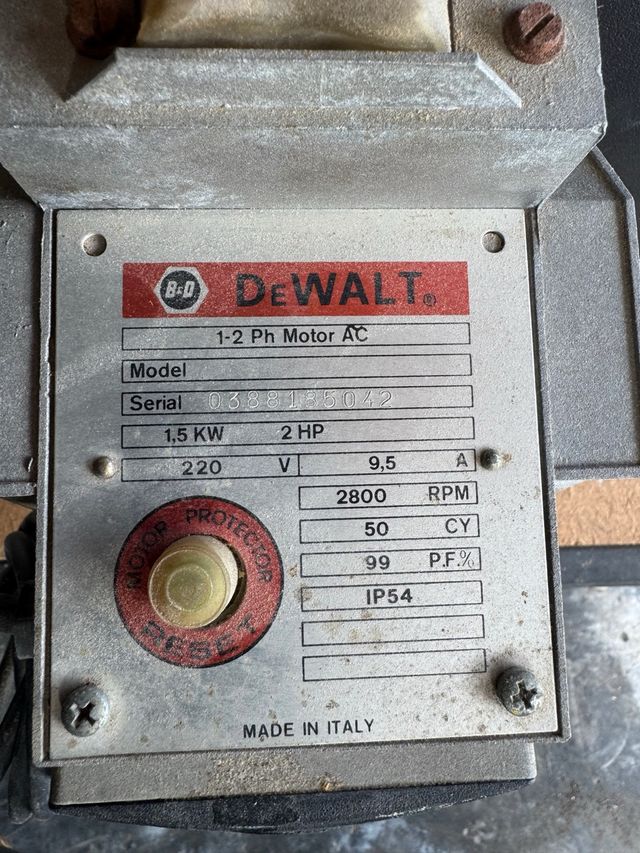 B&D DeWALT®
1-2 Ph Motor AC
Model
Serial 0388185042
1,5 KW 2 HP
220 V 9,5 A
2800 RPM
50 CY
99 P.F.%
IP54
MOTOR PROTECTOR
RESET
MADE IN ITALY